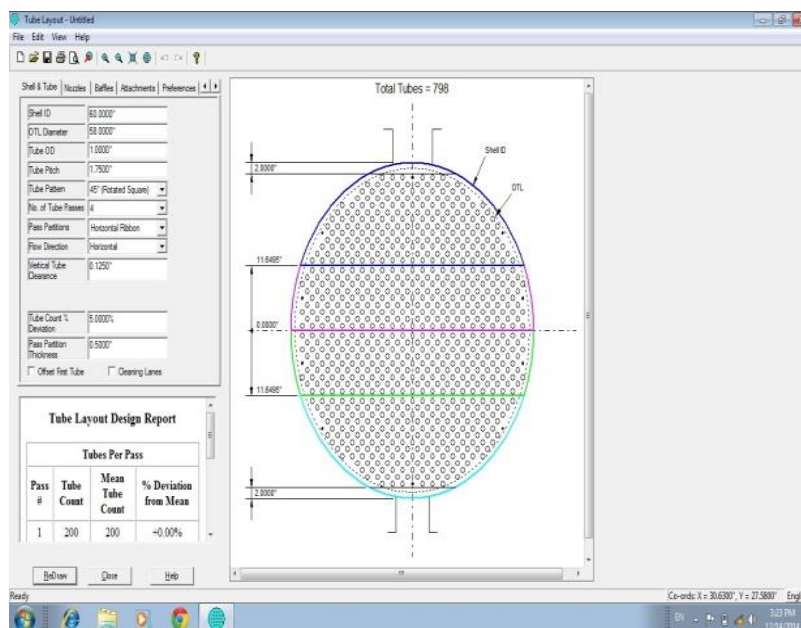 Tube Layout - Untitled
File Edit View Help
Shell & Tube Nozzles Baffles Attachments Preferences
Shell ID 60.0000"
OTL Diameter 58.0000"
Tube OD 1.0000"
Tube Pitch 1.7500"
Tube Pattern 45° (Rotated Square)
No. of Tube Passes 4
Pass Partitions Horizontal Ribbon
Flow Direction Horizontal
Vertical Tube Clearance 0.1250"
Tube Count % Deviation 5.0000%
Pass Partition Thickness 0.5000"
Offset First Tube Cleaning Lanes
Tube Layout Design Report
Tubes Per Pass
Pass # Tube Count Mean Tube Count % Deviation from Mean
1 200 200 +0.00%
ReDraw Close Help
Total Tubes = 798
Shell ID
2.0000"
OTL
11.6495"
0.0000"
11.6495"
2.0000"
Ready
Co-ords: X = 30.6300", Y = 27.5800" Engl
EN
3:23 PM